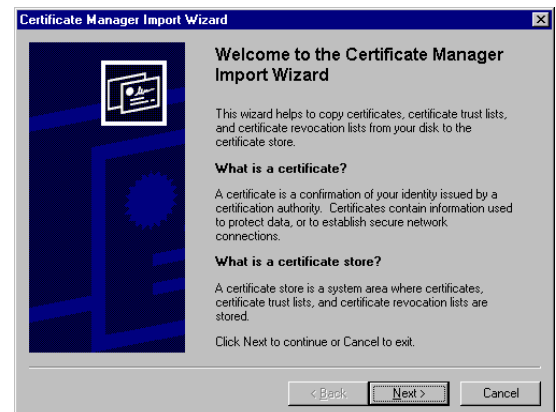 Certificate Manager Import Wizard
Welcome to the Certificate Manager
Import Wizard
This wizard helps to copy certificates, certificate trust lists,
and certificate revocation lists from your disk to the
certificate store.
What is a certificate?
A certificate is a confirmation of your identity issued by a
certification authority. Certificates contain information used
to protect data, or to establish secure network
connections.
What is a certificate store?
A certificate store is a system area where certificates,
certificate trust lists, and certificate revocation lists are
stored.
Click Next to continue or Cancel to exit.
< Back Next > Cancel